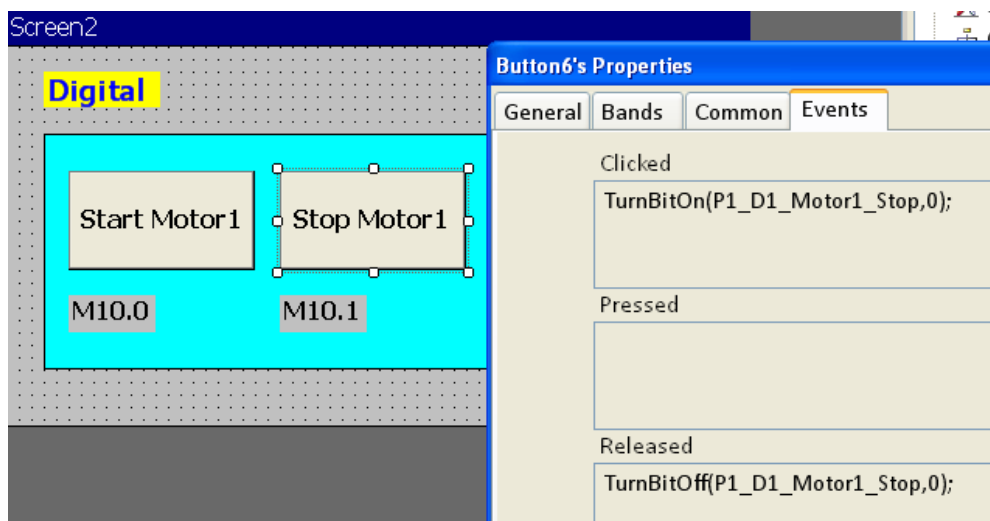 Screen2
Digital
Start Motor1
Stop Motor1
M10.0
M10.1
Button6's Properties
General
Bands
Common
Events
Clicked
TurnBitOn(P1_D1_Motor1_Stop,0);
Pressed
Released
TurnBitOff(P1_D1_Motor1_Stop,0);